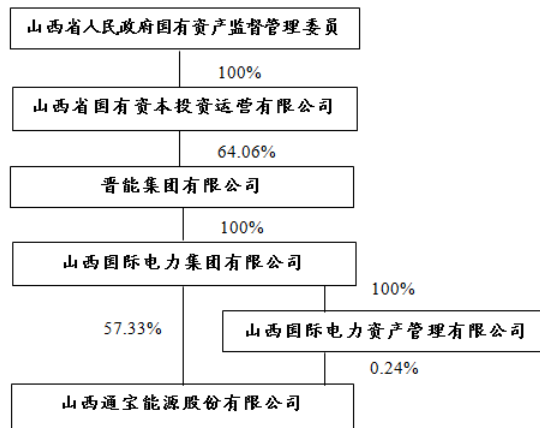 山西省人民政府国有资产监督管理委员
100%
山西省国有资本投资运营有限公司
64.06%
晋能集团有限公司
100%
山西国际电力集团有限公司
100%
57.33%
山西国际电力资产管理有限公司
0.24%
山西通宝能源股份有限公司